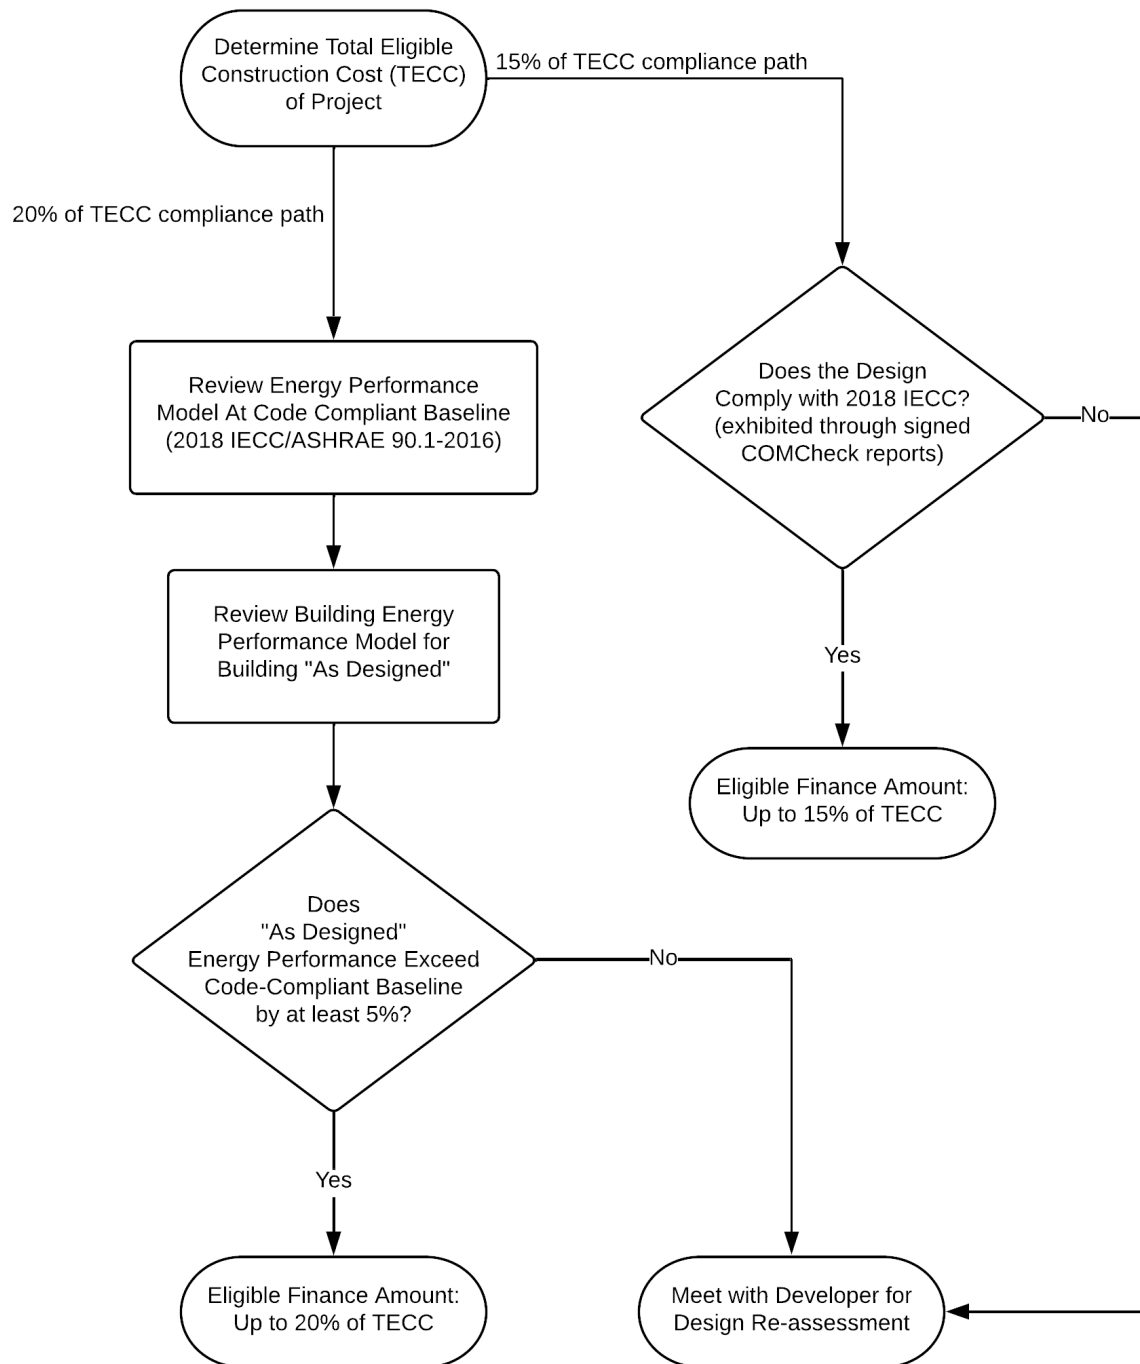 Determine Total Eligible
Construction Cost (TECC)
of Project
15% of TECC compliance path
20% of TECC compliance path
Review Energy Performance
Model At Code Compliant Baseline
(2018 IECC/ASHRAE 90.1-2016)
Does the Design
Comply with 2018 IECC?
(exhibited through signed
COMCheck reports)
No
Review Building Energy
Performance Model for
Building "As Designed"
Yes
Eligible Finance Amount:
Up to 15% of TECC
Does
"As Designed"
Energy Performance Exceed
Code-Compliant Baseline
by at least 5%?
No
Yes
Eligible Finance Amount:
Up to 20% of TECC
Meet with Developer for
Design Re-assessment